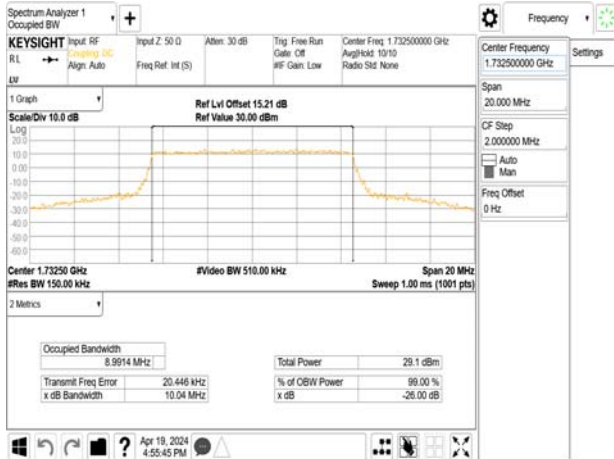 Spectrum Analyzer 1
Occupied BW
KEYSIGHT
RL
Input: RF
Coupling: DC
Align: Auto
Input Z: 50 Ω
Freq Ref: Int (S)
Atten: 30 dB
Trig: Free Run
Gate: Off
#IF Gain: Low
Center Freq: 1.732500000 GHz
Avg|Hold: 10/10
Radio Std: None
1 Graph
Scale/Div 10.0 dB
Ref Lvl Offset 15.21 dB
Ref Value 30.00 dBm
Log
20.0
10.0
0.00
-10.0
-20.0
-30.0
-40.0
-50.0
-60.0
Center 1.73250 GHz
#Res BW 150.00 kHz
#Video BW 510.00 kHz
Span 20 MHz
Sweep 1.00 ms (1001 pts)
2 Metrics
Occupied Bandwidth
8.9914 MHz
Transmit Freq Error 20.446 kHz
x dB Bandwidth 10.04 MHz
Total Power 29.1 dBm
% of OBW Power 99.00 %
x dB -26.00 dB
?
Apr 19, 2024
4:55:45 PM
Frequency
Center Frequency
1.732500000 GHz
Span
20.000 MHz
CF Step
2.000000 MHz
Auto
Man
Freq Offset
0 Hz
Settings